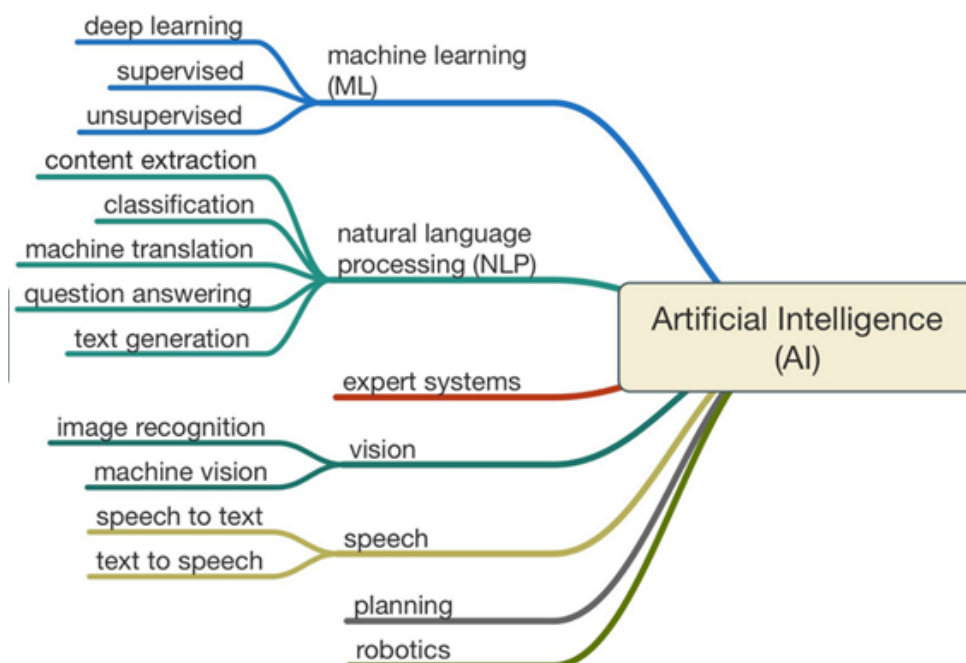 deep learning
supervised
unsupervised
machine learning
(ML)
content extraction
classification
machine translation
question answering
text generation
natural language
processing (NLP)
Artificial Intelligence
(AI)
expert systems
image recognition
machine vision
vision
speech to text
text to speech
speech
planning
robotics